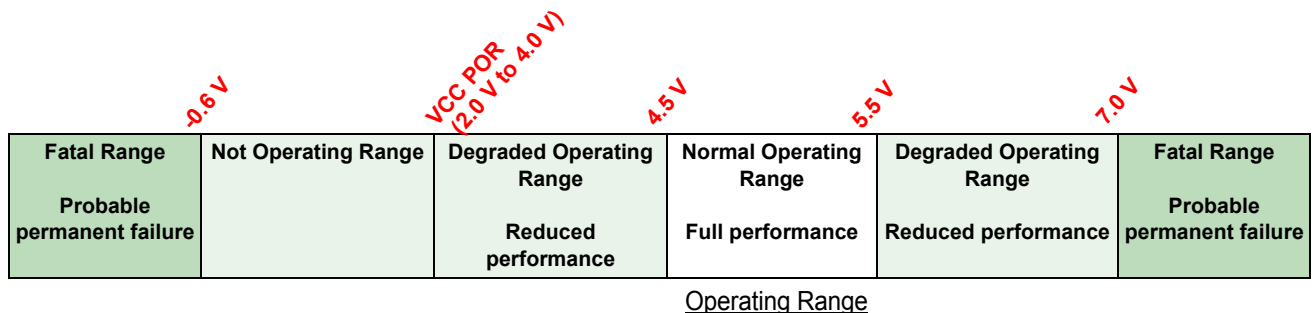 -0.6 V
VCC POR
(2.0 V to 4.0 V)
4.5 V
5.5 V
7.0 V
Fatal Range
Probable
permanent failure
Not Operating Range
Degraded Operating
Range
Reduced
performance
Normal Operating
Range
Full performance
Degraded Operating
Range
Reduced performance
Fatal Range
Probable
permanent failure
Operating Range